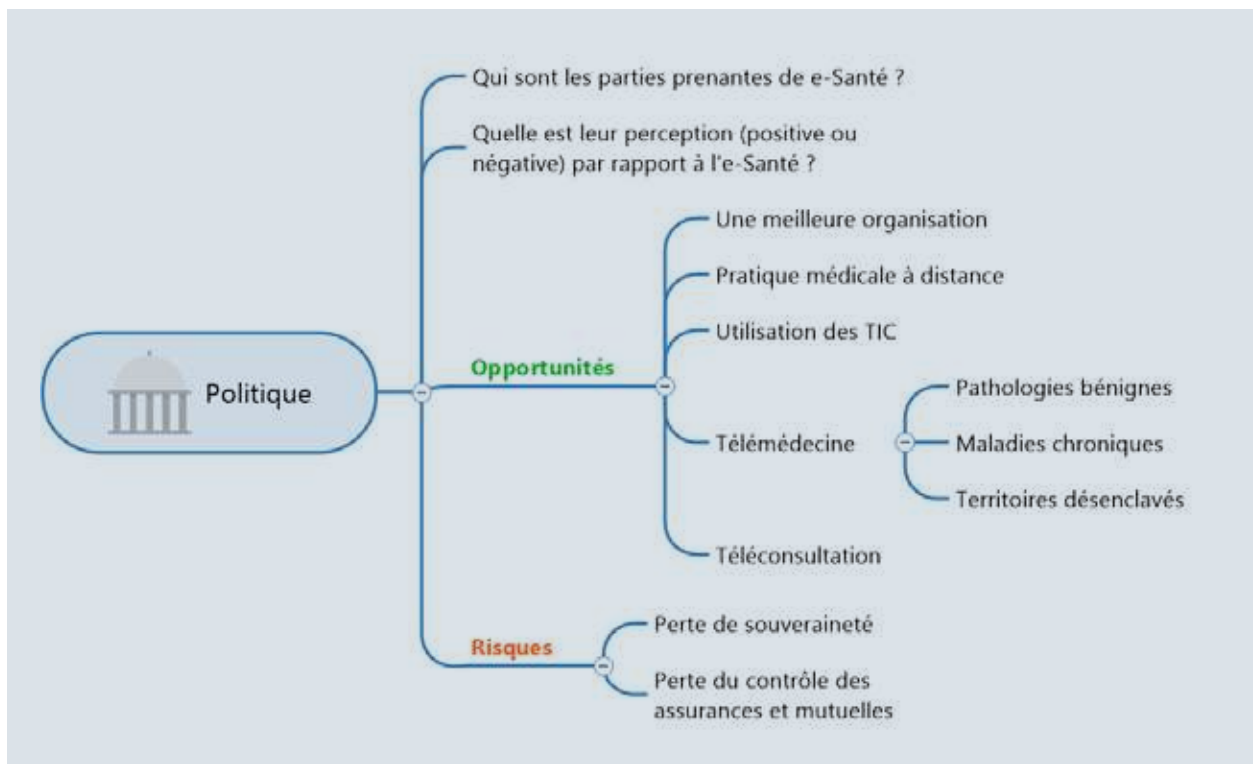 Qui sont les parties prenantes de e-Santé ?
Quelle est leur perception (positive ou
négative) par rapport à l'e-Santé ?
Politique
Opportunités
Une meilleure organisation
Pratique médicale à distance
Utilisation des TIC
Télémédecine
Pathologies bénignes
Maladies chroniques
Territoires désenclavés
Téléconsultation
Risques
Perte de souveraineté
Perte du contrôle des
assurances et mutuelles